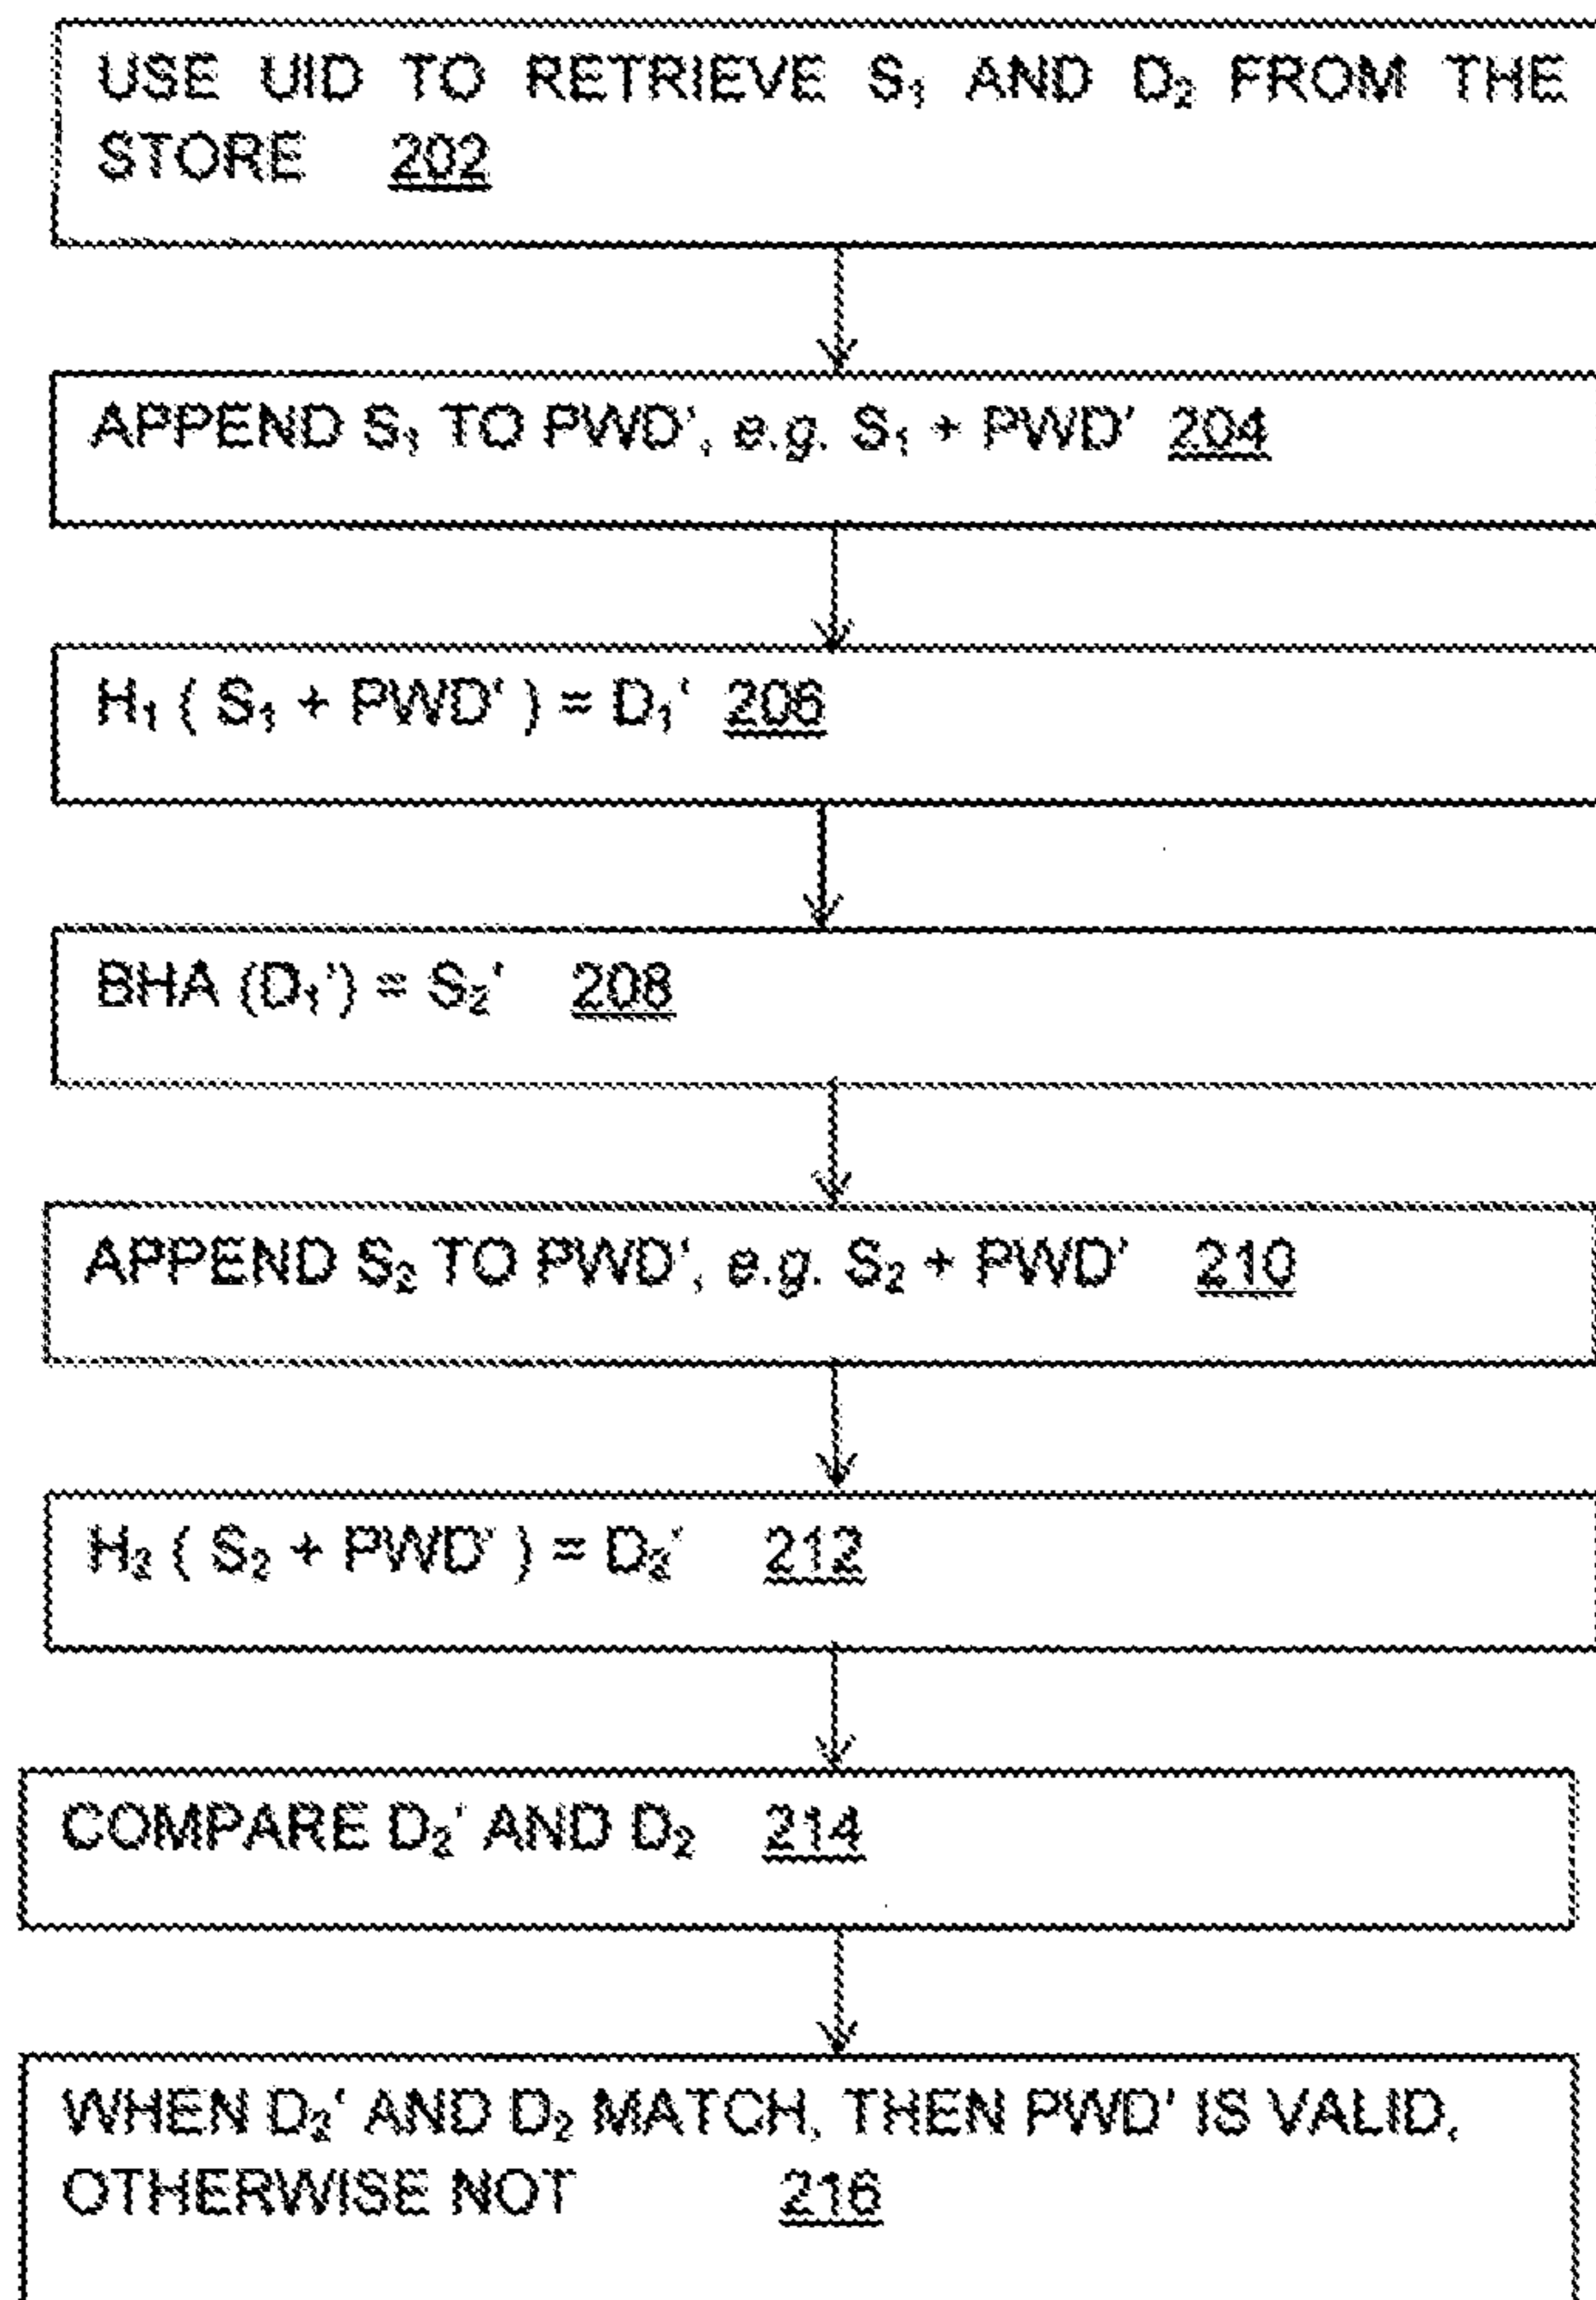 USE UID TO RETRIEVE S₁ AND D₂ FROM THE
STORE 202
APPEND S₁ TO PWD', e.g. S₁ + PWD' 204
H₁ ( S₁ + PWD' ) = D₁' 206
BHA (D₁') = S₂' 208
APPEND S₂ TO PWD', e.g. S₂ + PWD' 210
H₂ ( S₂ + PWD' ) = D₂' 212
COMPARE D₂' AND D₂ 214
WHEN D₂' AND D₂ MATCH, THEN PWD' IS VALID,
OTHERWISE NOT 216